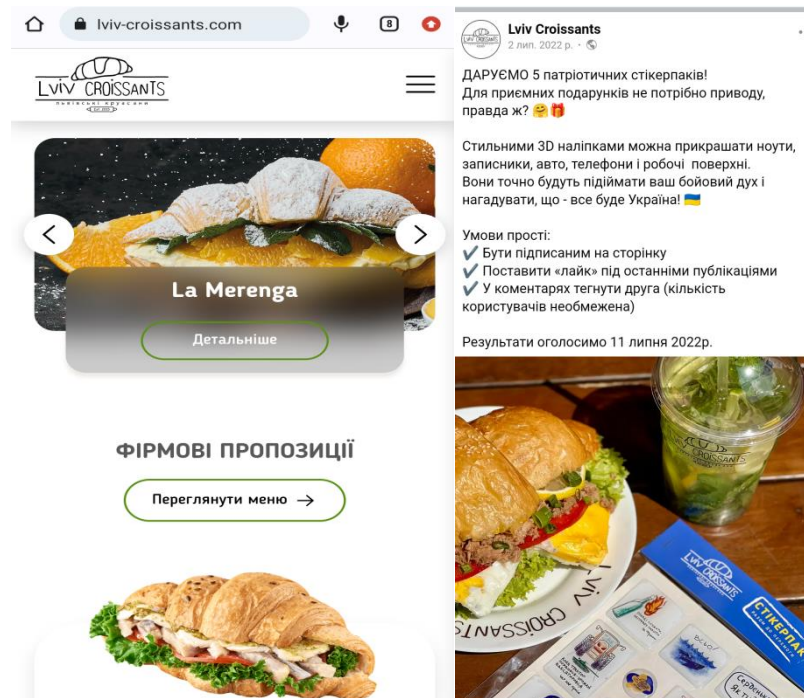 lviv-croissants.com
8
LVIV CROISSANTS
львівські круасани
La Merenga
Детальніше
ФІРМОВІ ПРОПОЗИЦІЇ
Переглянути меню →
Lviv Croissants
2 лип. 2022 р. ·
ДАРУЄМО 5 патріотичних стікерпаків!
Для приємних подарунків не потрібно приводу,
правда ж? 🤗🎁
Стильними 3D наліпками можна прикрашати ноути,
записники, авто, телефони і робочі поверхні.
Вони точно будуть підіймати ваш бойовий дух і
нагадувати, що - все буде Україна! 🇺🇦
Умови прості:
✔️ Бути підписаним на сторінку
✔️ Поставити «лайк» під останніми публікаціями
✔️ У коментарях тегнути друга (кількість
користувачів необмежена)
Результати оголосимо 11 липня 2022р.
LVIV CROISSANTS
LVIV CROISSANTS
LVIV CROISSANTS
СТІКЕРПАК
ВСЬО!